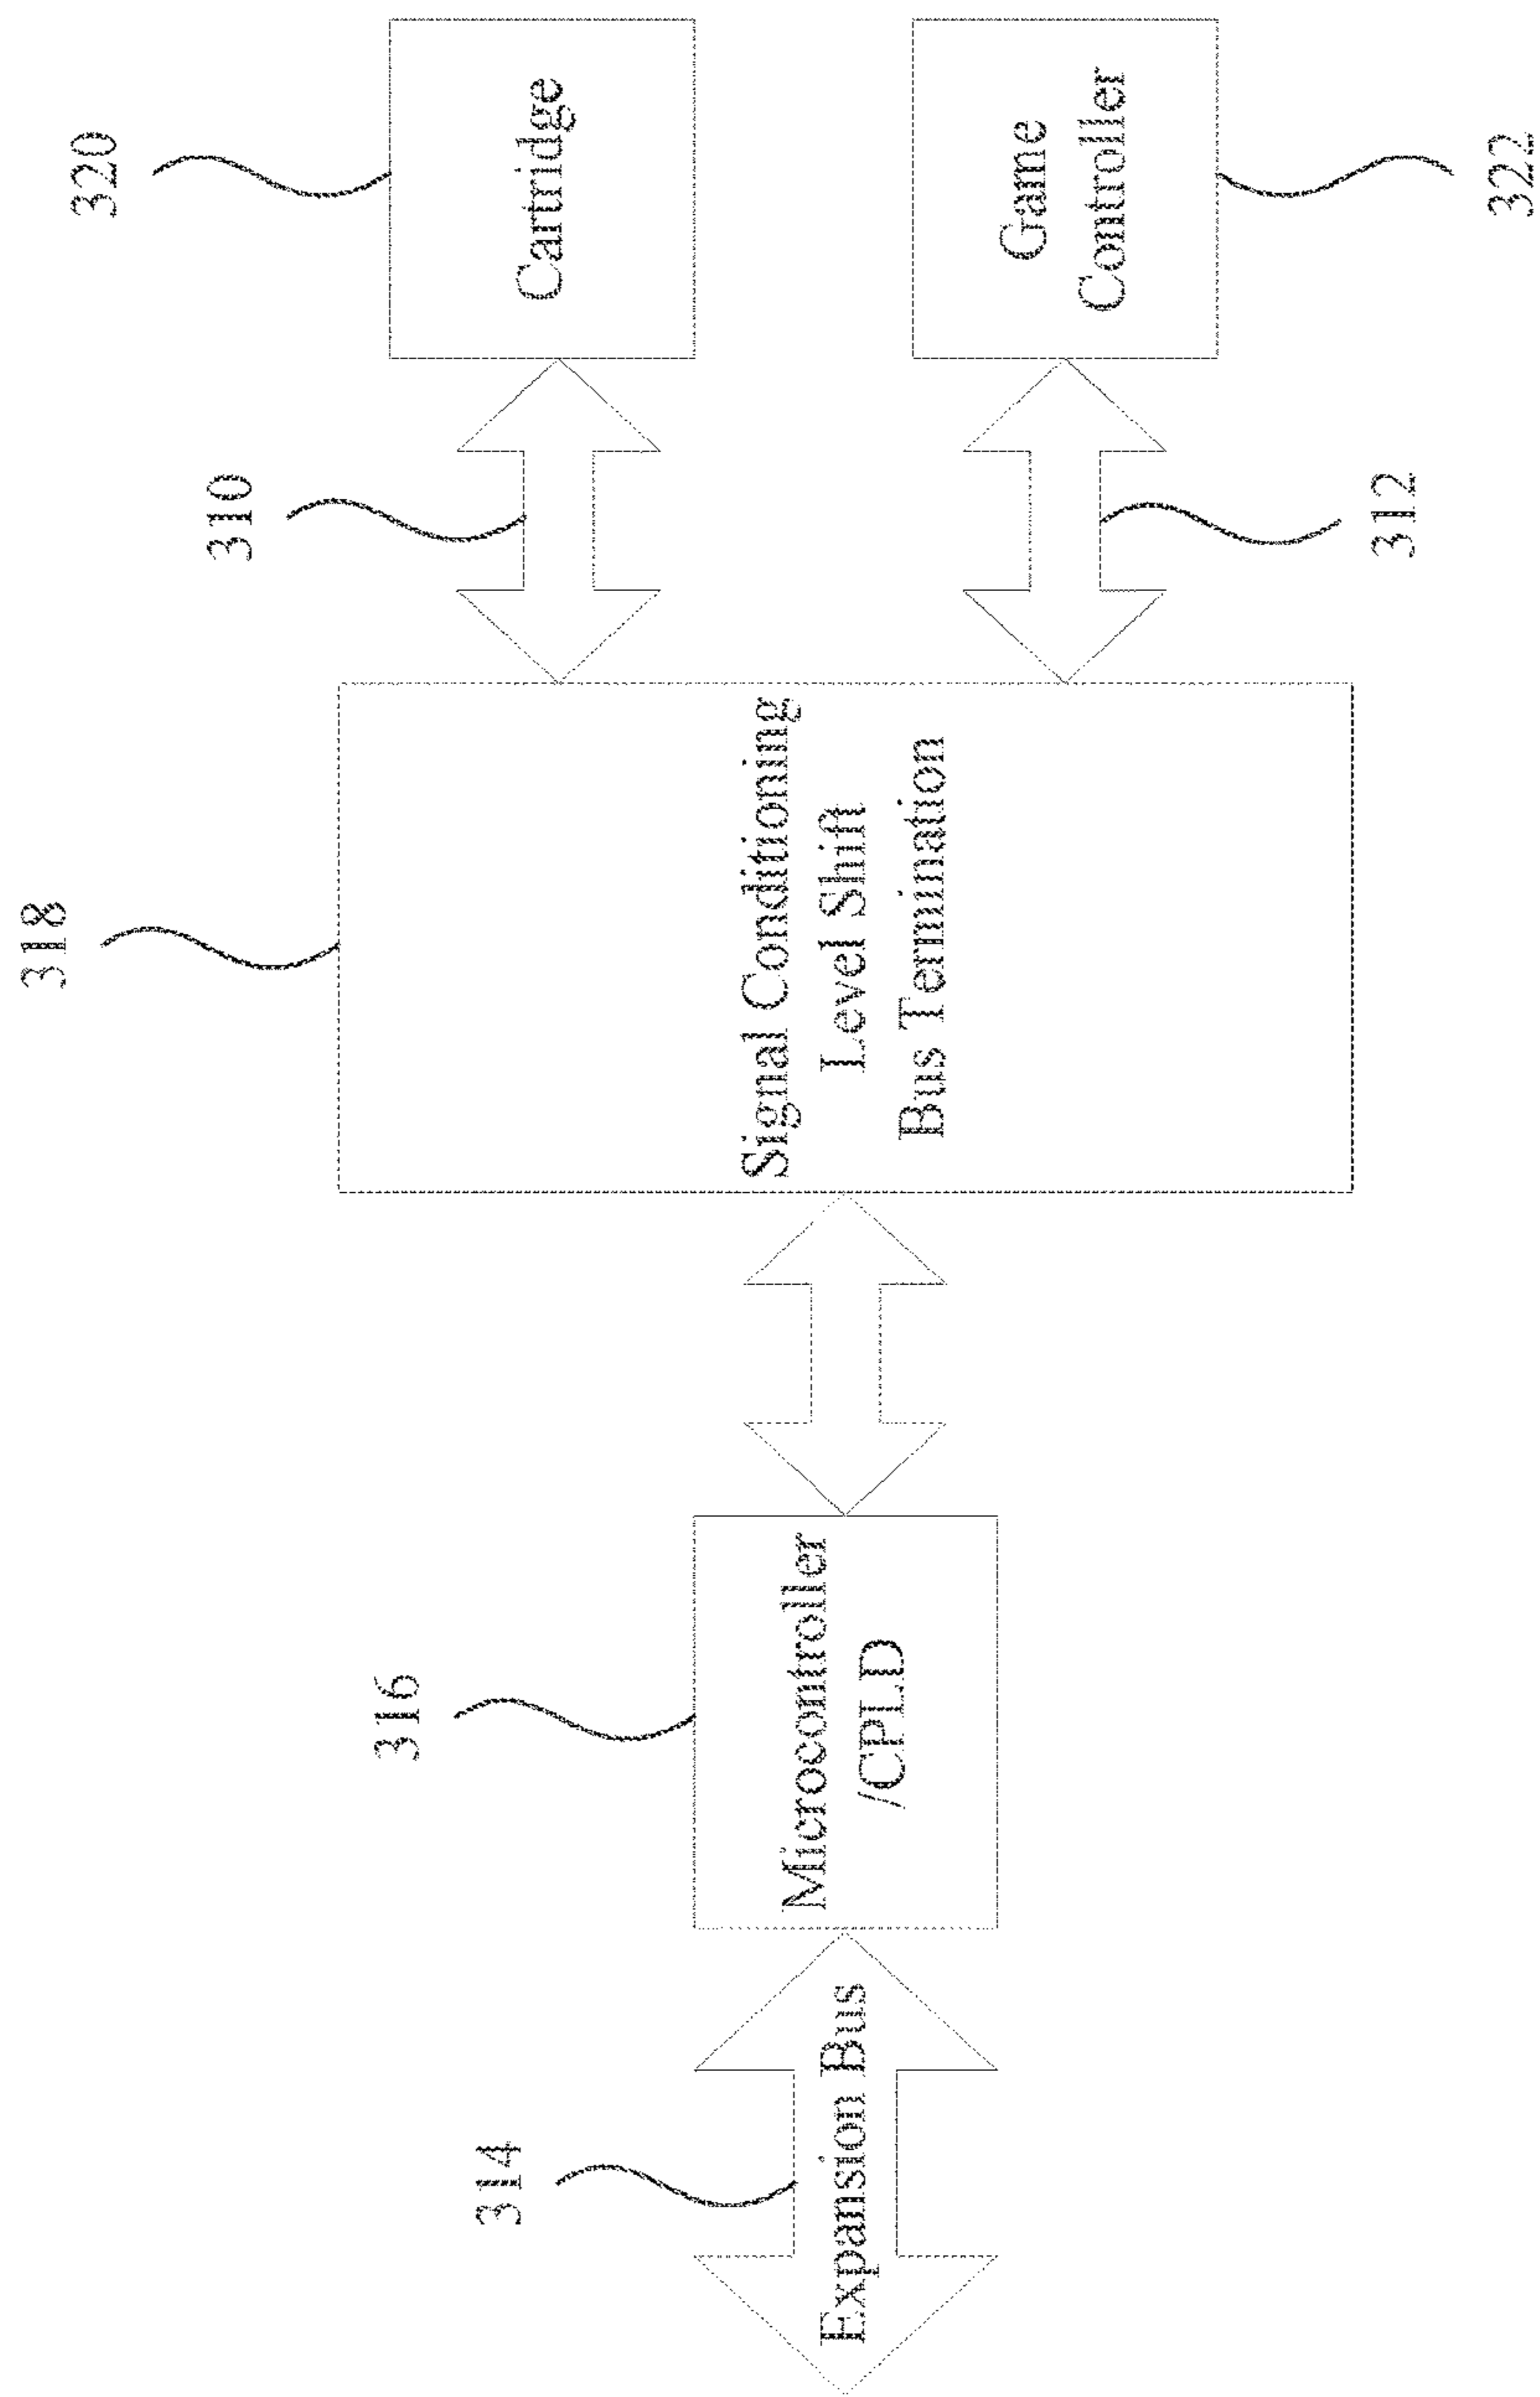 318
320
310
316
314
Cartridge
Signal Conditioning
Level Shift
Bus Termination
Microcontroller
/CPLD
Expansion Bus
Game
Controller
312
322